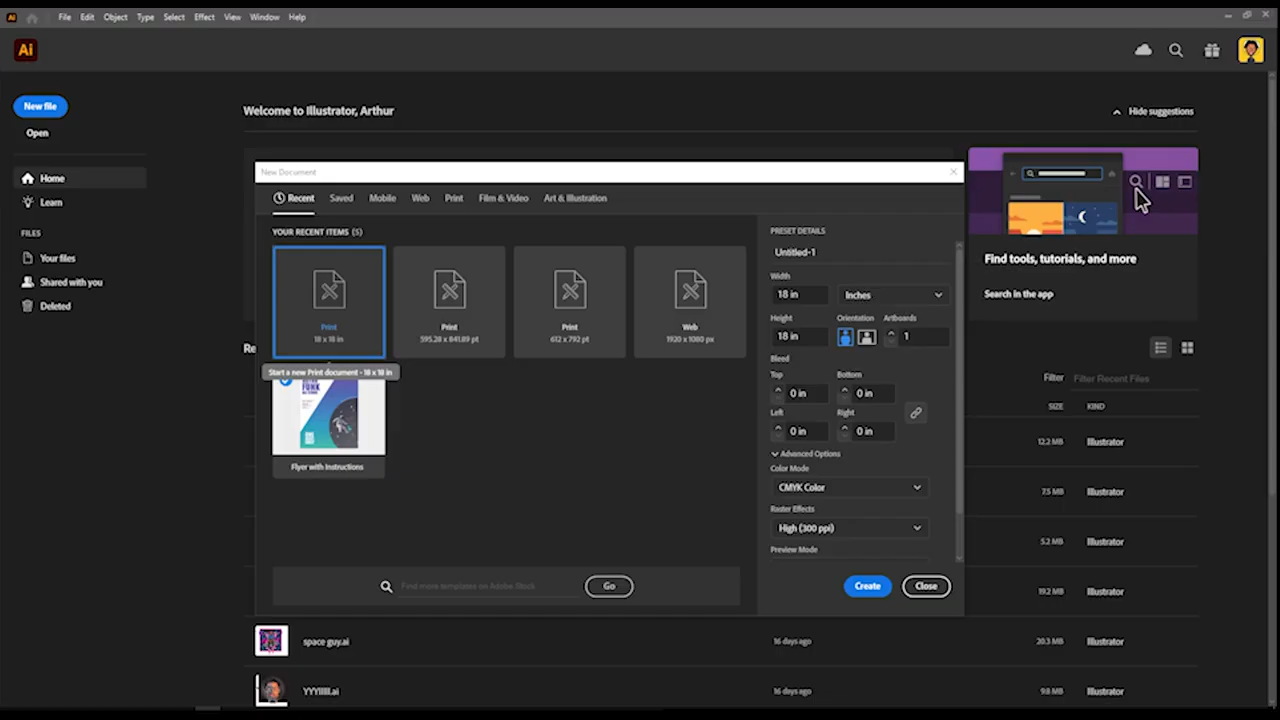 Ai
File Edit Object Type Select Effect View Window Help
Ai
New file
Open
Home
Learn
FILES
Your files
Shared with you
Deleted
Welcome to Illustrator, Arthur
Hide suggestions
New Document
Recent Saved Mobile Web Print Film & Video Art & Illustration
YOUR RECENT ITEMS (5)
Print
18 x 18 in
Print
595.28 x 841.89 pt
Print
612 x 792 pt
Web
1920 x 1080 px
Start a new Print document - 18 x 18 in
FUNK
Flyer with Instructions
Find more templates on Adobe Stock
Go
PRESET DETAILS
Untitled-1
Width
18 in Inches
Height Orientation Artboards
18 in 1
Bleed
Top Bottom
0 in 0 in
Left Right
0 in 0 in
Advanced Options
Color Mode
CMYK Color
Raster Effects
High (300 ppi)
Preview Mode
Create Close
Find tools, tutorials, and more
Search in the app
Re
Filter Filter Recent Files
SIZE KIND
12.2 MB Illustrator
7.5 MB Illustrator
5.2 MB Illustrator
19.2 MB Illustrator
space guy.ai 16 days ago 20.3 MB Illustrator
16 days ago 9.8 MB Illustrator